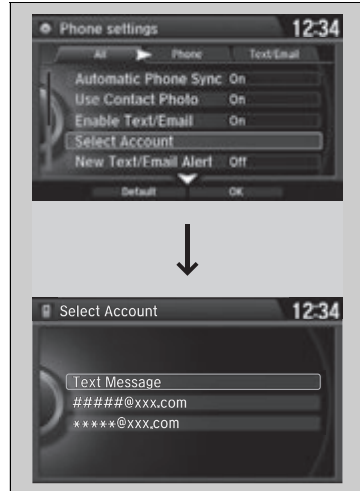 Phone settings 12:34
All Phone Text/Email
Automatic Phone Sync On
Use Contact Photo On
Enable Text/Email On
Select Account
New Text/Email Alert Off
Default OK
Select Account 12:34
Text Message
#####@xxx.com
*****@xxx.com